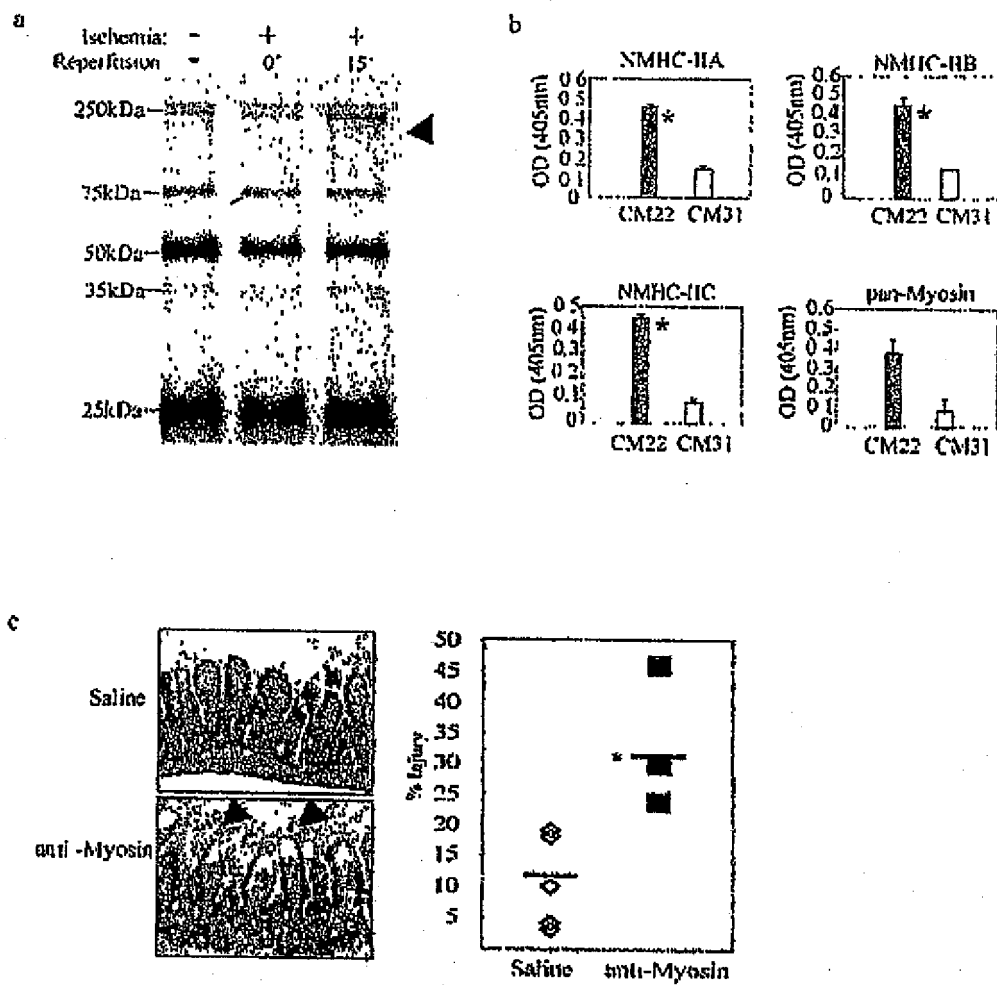 a
Ischemia: - + +
Reperfusion - 0' 15'
250kDa
75kDa
50kDa
35kDa
25kDa
b
NMHC-IIA
OD (405nm)
0.6
0.5
0.4
0.3
0.2
0.1
0
*
CM22 CM31
NMHC-IIB
OD (405nm)
0.6
0.5
0.4
0.3
0.2
0.1
0
*
CM22 CM31
NMHC-IIC
OD (405nm)
0.5
0.4
0.3
0.2
0.1
0
*
CM22 CM31
pan-Myosin
OD (405nm)
0.6
0.5
0.4
0.3
0.2
0.1
0
CM22 CM31
c
Saline
anti-Myosin
% Injury
50
45
40
35
30
25
20
15
10
5
*
Saline anti-Myosin